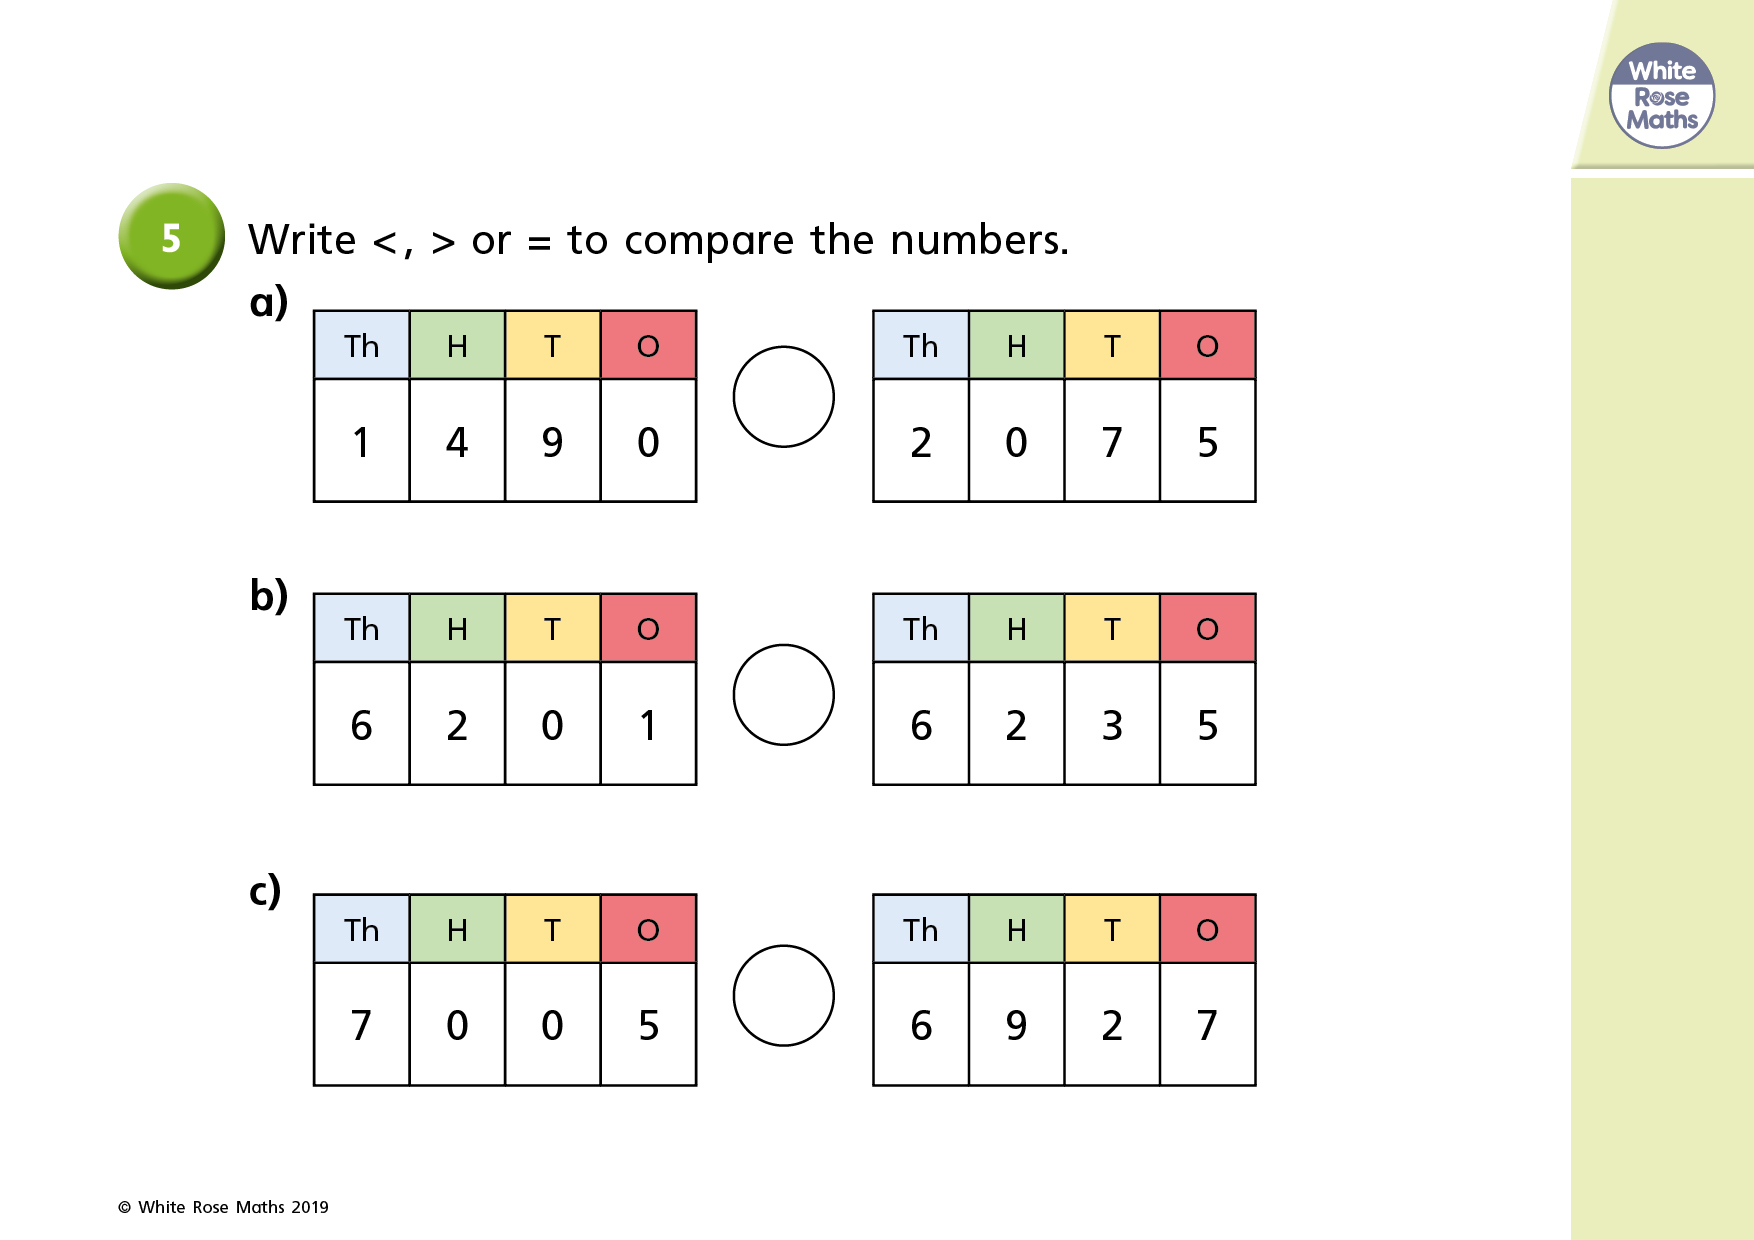 White
Rose
Maths
5 Write <, > or = to compare the numbers.
a)
Th H T O Th H T O
1 4 9 0 2 0 7 5
b)
Th H T O Th H T O
6 2 0 1 6 2 3 5
c)
Th H T O Th H T O
7 0 0 5 6 9 2 7
© White Rose Maths 2019